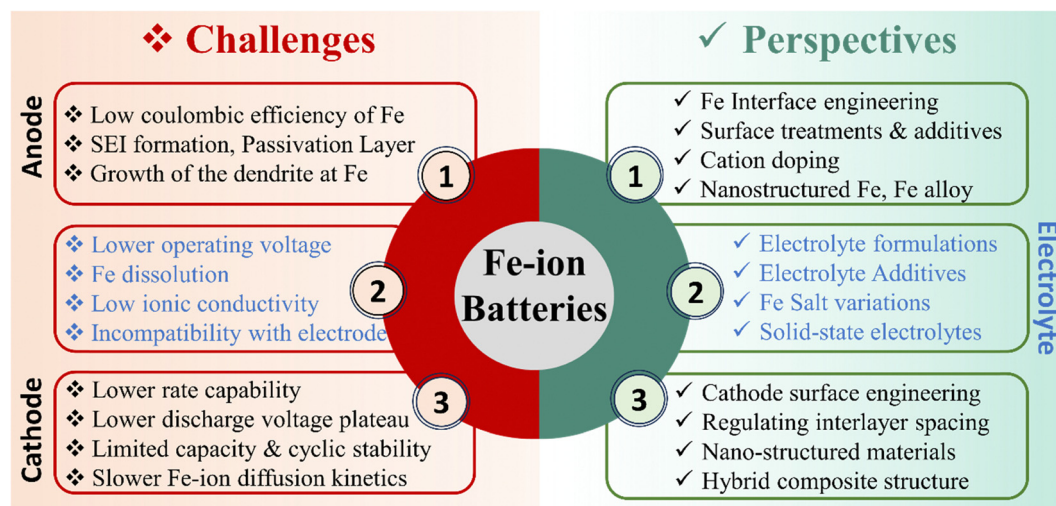 ❖ Challenges
Anode
❖ Low coulombic efficiency of Fe
❖ SEI formation, Passivation Layer
❖ Growth of the dendrite at Fe
1
❖ Lower operating voltage
❖ Fe dissolution
❖ Low ionic conductivity
❖ Incompatibility with electrode
2
Cathode
❖ Lower rate capability
❖ Lower discharge voltage plateau
❖ Limited capacity & cyclic stability
❖ Slower Fe-ion diffusion kinetics
3
Fe-ion
Batteries
✓ Perspectives
1
✓ Fe Interface engineering
✓ Surface treatments & additives
✓ Cation doping
✓ Nanostructured Fe, Fe alloy
2
✓ Electrolyte formulations
✓ Electrolyte Additives
✓ Fe Salt variations
✓ Solid-state electrolytes
Electrolyte
3
✓ Cathode surface engineering
✓ Regulating interlayer spacing
✓ Nano-structured materials
✓ Hybrid composite structure